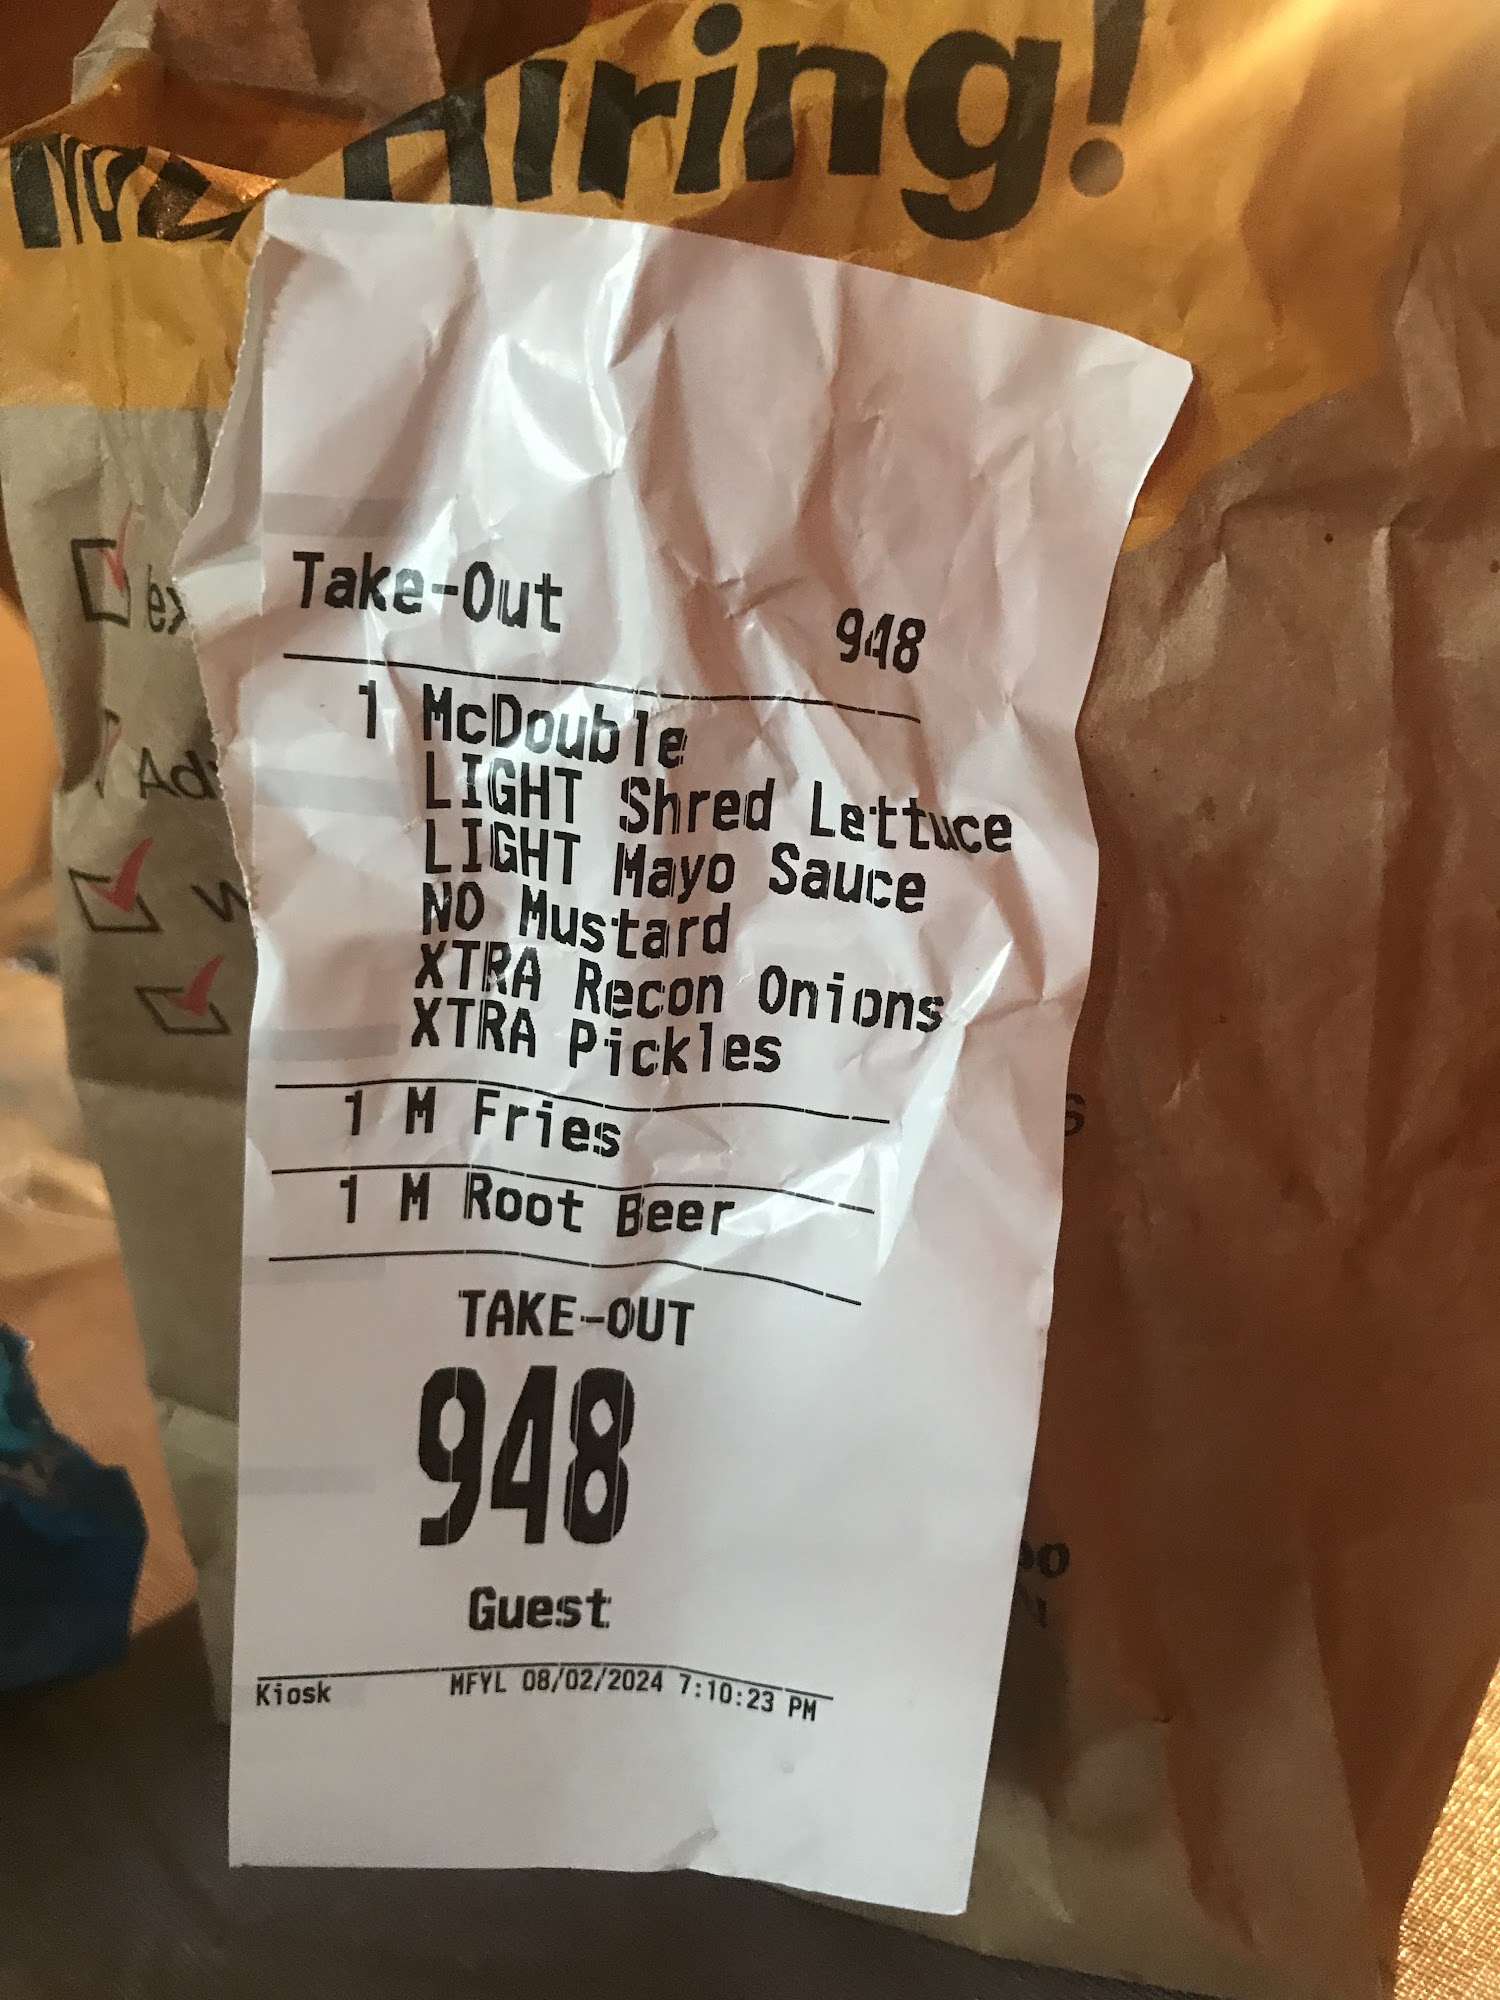 Hiring!
Take-Out 948
1 McDouble
LIGHT Shred Lettuce
LIGHT Mayo Sauce
NO Mustard
XTRA Recon Onions
XTRA Pickles
1 M Fries
1 M Root Beer
TAKE-OUT
948
Guest
Kiosk MFYL 08/02/2024 7:10:23 PM